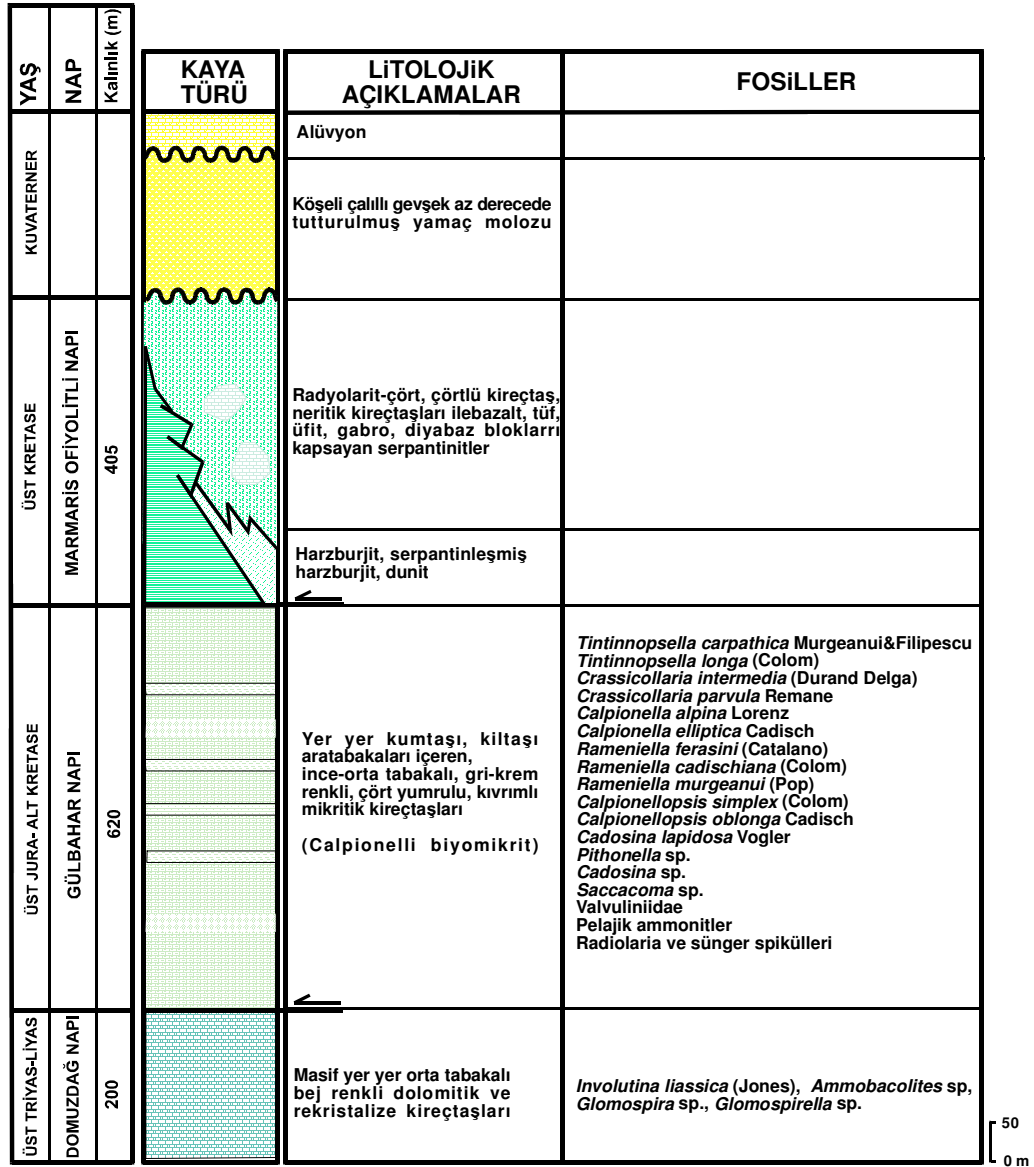 YAŞ
NAP
Kalınlık (m)
KAYA
TÜRÜ
LiTOLOJiK
AÇIKLAMALAR
FOSiLLER
KUVATERNER
Alüvyon
Köşeli çalıllı gevşek az derecede
tutturulmuş yamaç molozu
ÜST KRETASE
MARMARİS OFİYOLİTLİ NAPI
405
Radyolarit-çört, çörtlü kireçtaş,
neritik kireçtaşları ilebazalt, tüf,
üfit, gabro, diyabaz bloklarrı
kapsayan serpantinitler
Harzburjit, serpantinleşmiş
harzburjit, dunit
ÜST JURA- ALT KRETASE
GÜLBAHAR NAPI
620
Yer yer kumtaşı, kiltaşı
aratabakaları içeren,
ince-orta tabakalı, gri-krem
renkli, çört yumrulu, kıvrımlı
mikritik kireçtaşları
(Calpionelli biyomikrit)
Tintinnopsella carpathica Murgeanui&Filipescu
Tintinnopsella longa (Colom)
Crassicollaria intermedia (Durand Delga)
Crassicollaria parvula Remane
Calpionella alpina Lorenz
Calpionella elliptica Cadisch
Rameniella ferasini (Catalano)
Rameniella cadischiana (Colom)
Rameniella murgeanui (Pop)
Calpionellopsis simplex (Colom)
Calpionellopsis oblonga Cadisch
Cadosina lapidosa Vogler
Pithonella sp.
Cadosina sp.
Saccacoma sp.
Valvuliniidae
Pelajik ammonitler
Radiolaria ve sünger spikülleri
ÜST TRİYAS-LİYAS
DOMUZDAĞ NAPI
200
Masif yer yer orta tabakalı
bej renkli dolomitik ve
rekristalize kireçtaşları
Involutina liassica (Jones), Ammobacolites sp,
Glomospira sp., Glomospirella sp.
50
0 m